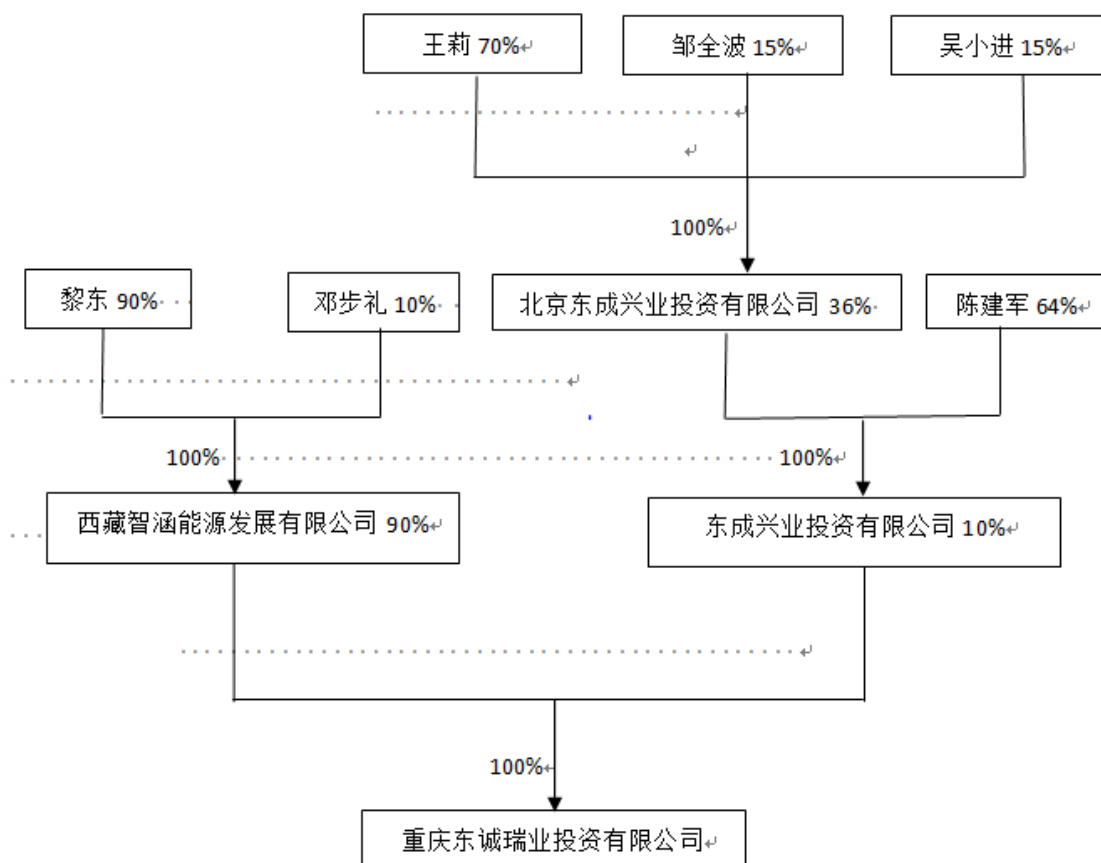 王莉 70%
邹全波 15%
吴小进 15%
100%
黎东 90%
邓步礼 10%
北京东成兴业投资有限公司 36%
陈建军 64%
100%
100%
西藏智涵能源发展有限公司 90%
东成兴业投资有限公司 10%
100%
重庆东诚瑞业投资有限公司